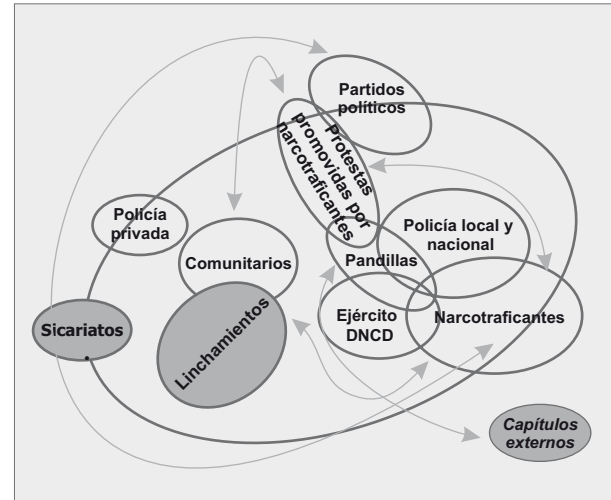 Partidos
políticos
Protestas
promovidas por
narcotraficantes
Policía
privada
Policía local y
nacional
Comunitarios
Pandillas
Sicariatos
Linchamientos
Ejército
DNCD
Narcotraficantes
Capítulos
externos